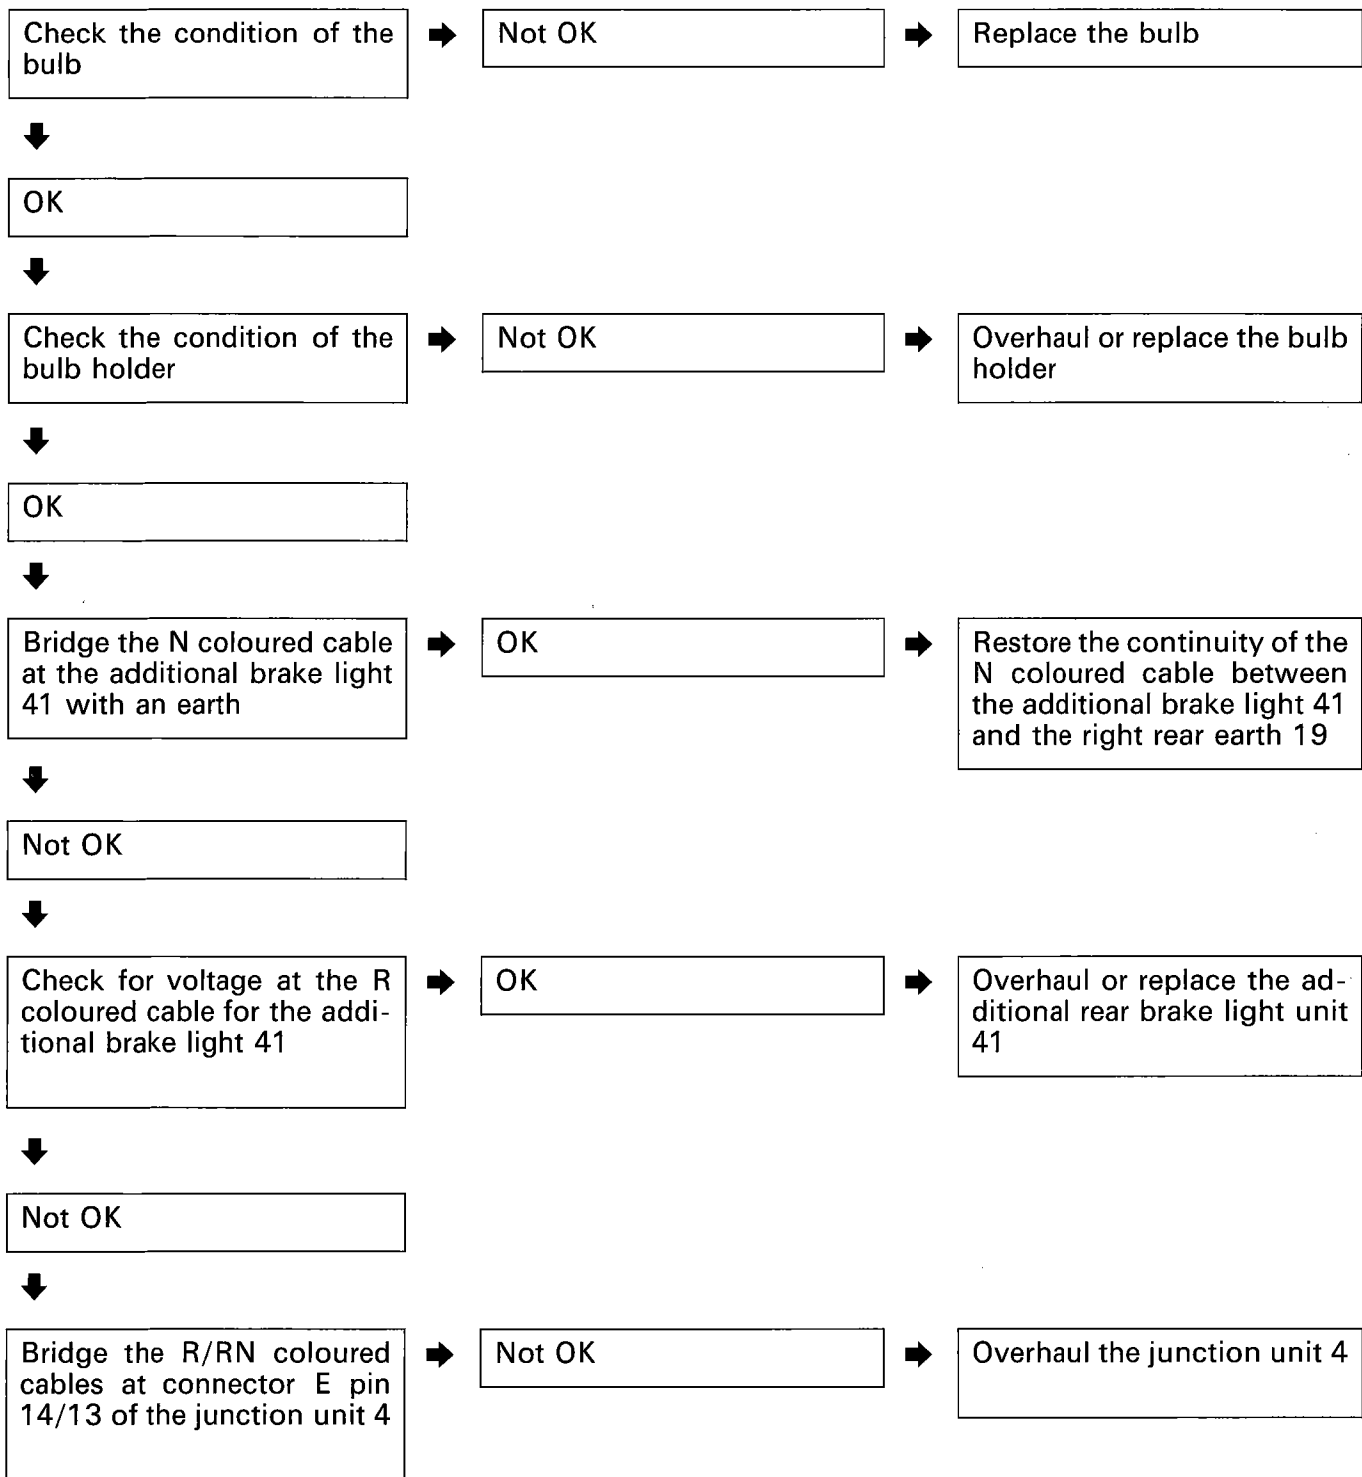 Check the condition of the
bulb
Not OK
Replace the bulb
OK
Check the condition of the
bulb holder
Not OK
Overhaul or replace the bulb
holder
OK
Bridge the N coloured cable
at the additional brake light
41 with an earth
OK
Restore the continuity of the
N coloured cable between
the additional brake light 41
and the right rear earth 19
Not OK
Check for voltage at the R
coloured cable for the addi-
tional brake light 41
OK
Overhaul or replace the ad-
ditional rear brake light unit
41
Not OK
Bridge the R/RN coloured
cables at connector E pin
14/13 of the junction unit 4
Not OK
Overhaul the junction unit 4